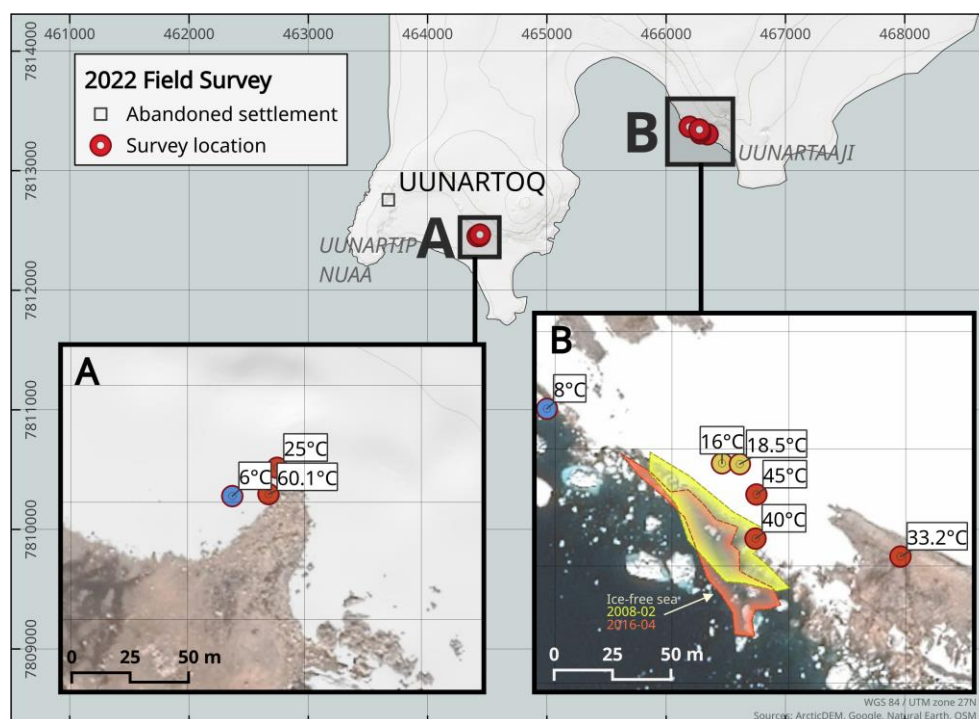 461000 462000 463000 464000 465000 466000 467000 468000
7814000
7813000
7812000
7811000
7810000
7809000
2022 Field Survey
Abandoned settlement
Survey location
B
UUNARTAAJI
UUNARTOQ
A
UUNARTIP
NUAA
A
25°C
6°C 60.1°C
0 25 50 m
B
8°C
16°C 18.5°C
45°C
40°C
33.2°C
Ice-free sea
2008-02
2016-04
0 25 50 m
WGS 84 / UTM zone 27N
Sources: ArcticDEM, Google, Natural Earth, OSM